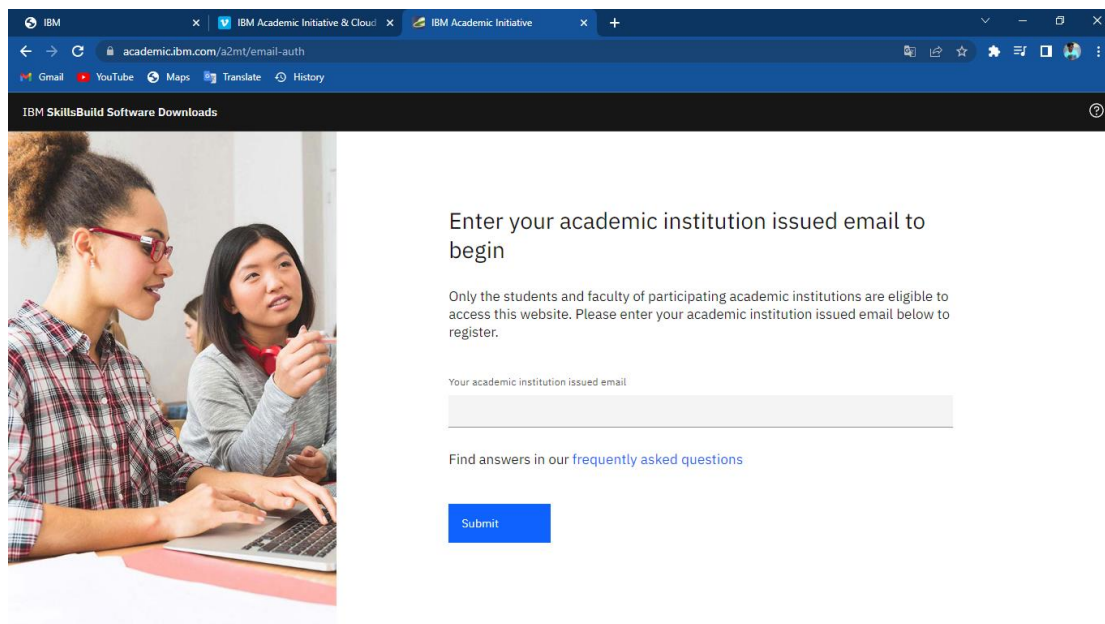 IBM
IBM Academic Initiative & Cloud
IBM Academic Initiative
academic.ibm.com/a2mt/email-auth
Gmail YouTube Maps Translate History
IBM SkillsBuild Software Downloads
Enter your academic institution issued email to
begin
Only the students and faculty of participating academic institutions are eligible to
access this website. Please enter your academic institution issued email below to
register.
Your academic institution issued email
Find answers in our frequently asked questions
Submit